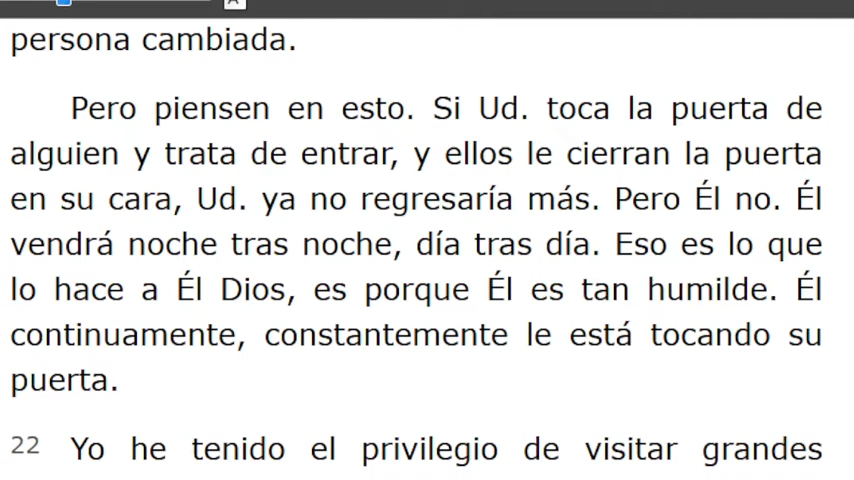 persona cambiada.
Pero piensen en esto. Si Ud. toca la puerta de
alguien y trata de entrar, y ellos le cierran la puerta
en su cara, Ud. ya no regresaría más. Pero Él no. Él
vendrá noche tras noche, día tras día. Eso es lo que
lo hace a Él Dios, es porque Él es tan humilde. Él
continuamente, constantemente le está tocando su
puerta.
22 Yo he tenido el privilegio de visitar grandes